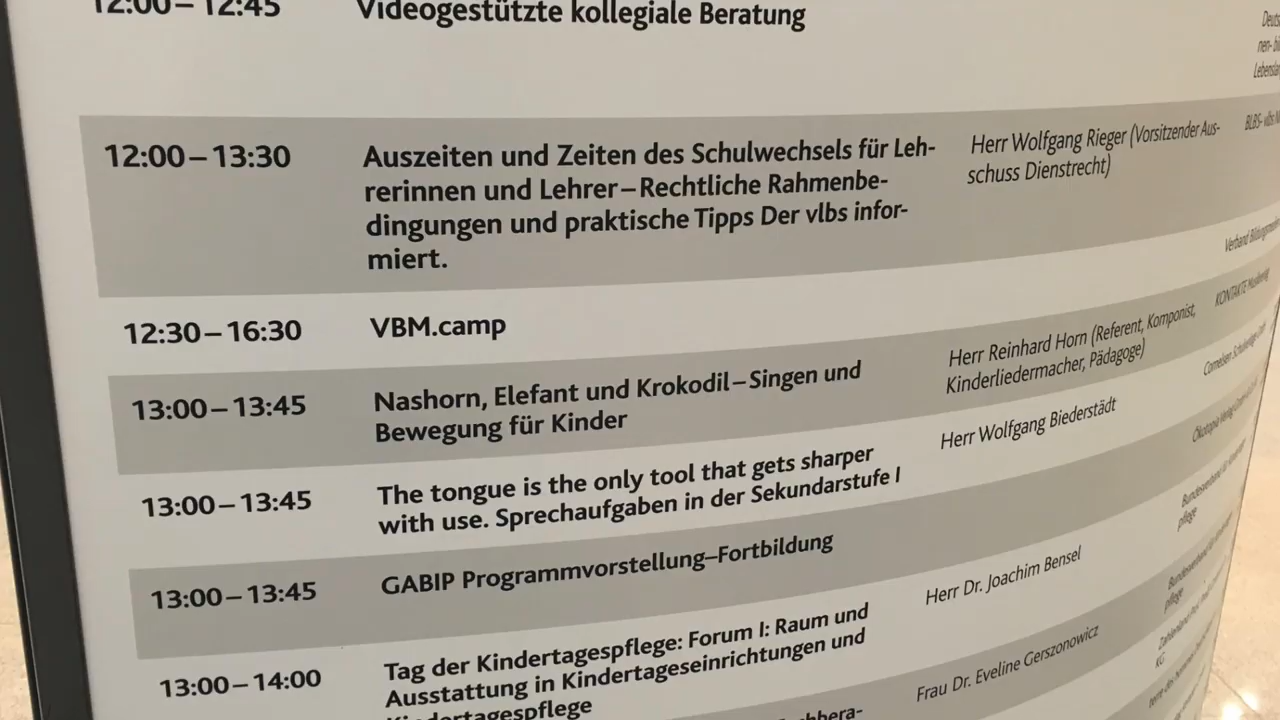 12:00 – 12:45 Videogestützte kollegiale Beratung
12:00 – 13:30 Auszeiten und Zeiten des Schulwechsels für Leh- Herr Wolfgang Rieger (Vorsitzender Aus-
rerinnen und Lehrer – Rechtliche Rahmenbe- schuss Dienstrecht)
dingungen und praktische Tipps Der vlbs infor-
miert.
12:30 – 16:30 VBM.camp
13:00 – 13:45 Nashorn, Elefant und Krokodil – Singen und Herr Reinhard Horn (Referent, Komponist,
Bewegung für Kinder Kinderliedermacher, Pädagoge)
13:00 – 13:45 The tongue is the only tool that gets sharper Herr Wolfgang Biederstädt
with use. Sprechaufgaben in der Sekundarstufe I
13:00 – 13:45 GABIP Programmvorstellung–Fortbildung
13:00 – 14:00 Tag der Kindertagespflege: Forum I: Raum und Herr Dr. Joachim Bensel
Ausstattung in Kindertageseinrichtungen und
Kindertagespflege
Frau Dr. Eveline Gerszonowicz